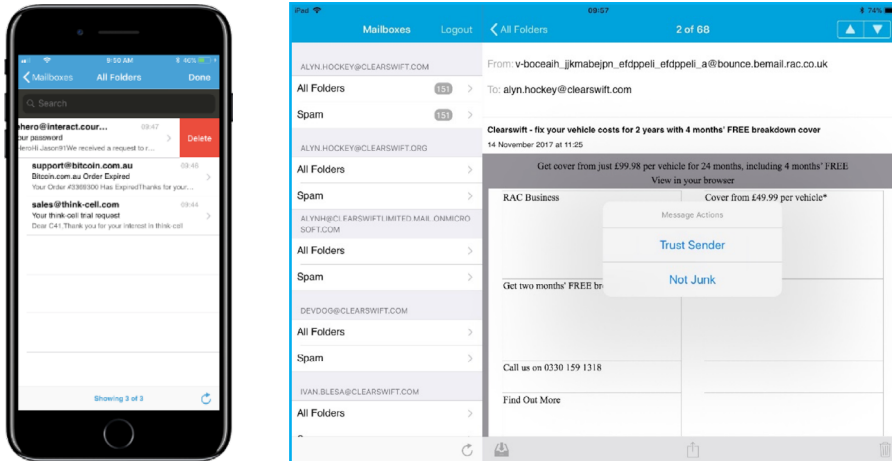 9:50 AM
40%
Mailboxes
All Folders
Done
Search
hero@interact.cour...
09:47
our password
HeroHi Jason91We received a request to r...
Delete
support@bitcoin.com.au
09:46
Bitcoin.com.au Order Expired
Your Order #3369300 Has ExpiredThanks for your...
sales@think-cell.com
09:44
Your think-cell trial request
Dear C41,Thank you for your interest in think-cell
Showing 3 of 3
iPad
09:57
74%
Mailboxes
Logout
All Folders
2 of 68
ALYN.HOCKEY@CLEARSWIFT.COM
All Folders
151
Spam
151
ALYN.HOCKEY@CLEARSWIFT.ORG
All Folders
Spam
ALYNH@CLEARSWIFTLIMITED.MAIL.ONMICRO
SOFT.COM
All Folders
Spam
DEVDOG@CLEARSWIFT.COM
All Folders
Spam
IVAN.BLESA@CLEARSWIFT.COM
All Folders
From: v-boceaih_jjkmabejpn_efdppeli_efdppeli_a@bounce.bemail.rac.co.uk
To: alyn.hockey@clearswift.com
Clearswift - fix your vehicle costs for 2 years with 4 months' FREE breakdown cover
14 November 2017 at 11:25
Get cover from just £99.98 per vehicle for 24 months, including 4 months' FREE
View in your browser
RAC Business
Cover from £49.99 per vehicle*
Message Actions
Trust Sender
Not Junk
Get two months' FREE br
Call us on 0330 159 1318
Find Out More